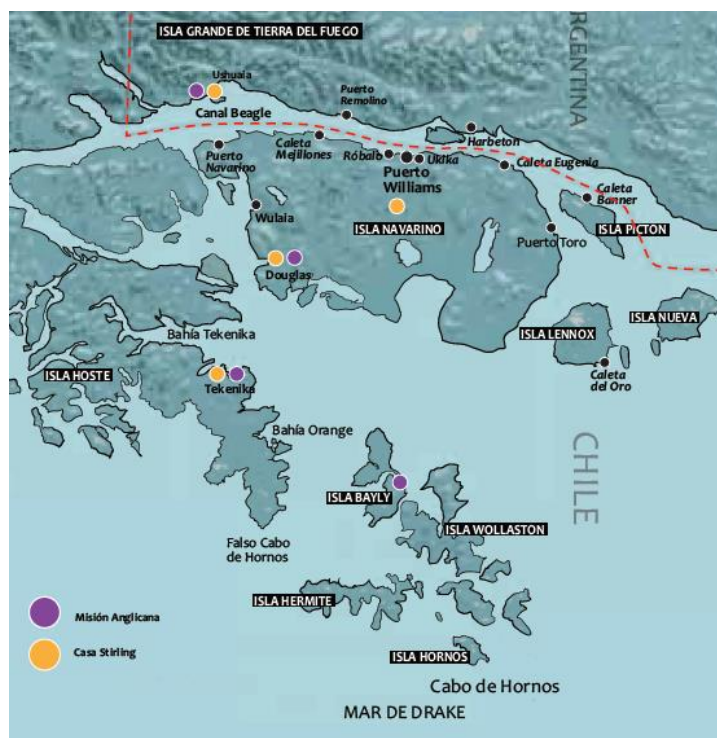 ISLA GRANDE DE TIERRA DEL FUEGO
ARGENTINA
Ushuaia
Canal Beagle
Puerto
Remolino
Harbeton
Puerto
Navarino
Caleta
Mejillones
Róbalo
Ukika
Puerto
Williams
Caleta Eugenia
Caleta
Banner
Wulaia
ISLA NAVARINO
ISLA PICTON
Puerto Toro
Douglas
Bahía Tekenika
ISLA LENNOX
ISLA NUEVA
ISLA HOSTE
Tekenika
Caleta
del Oro
Bahía Orange
CHILE
ISLA BAYLY
ISLA WOLLASTON
Falso Cabo
de Hornos
ISLA HERMITE
Misión Anglicana
Casa Stirling
ISLA HORNOS
Cabo de Hornos
MAR DE DRAKE